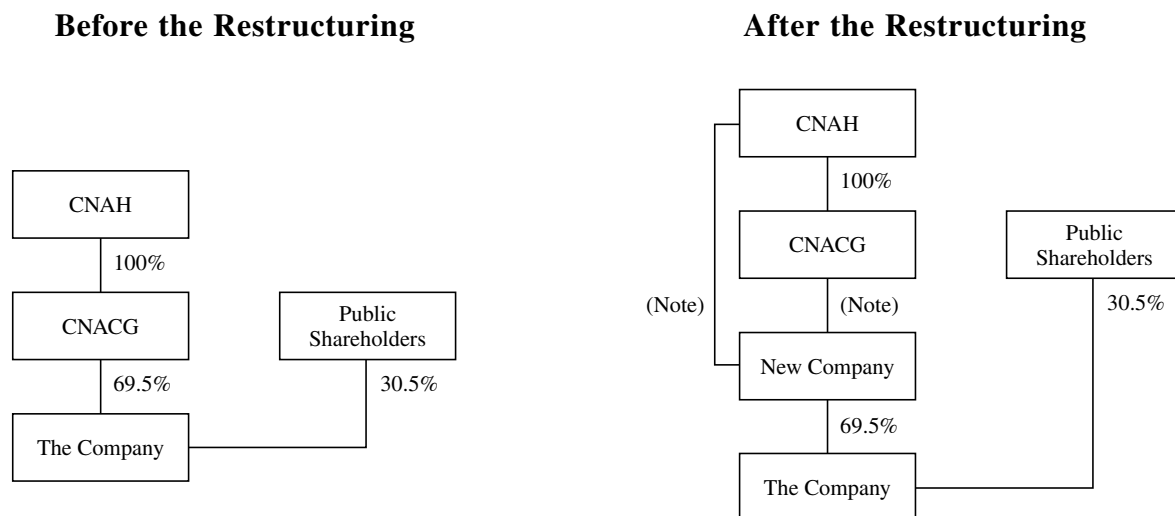 Before the Restructuring
CNAH
100%
CNACG
69.5%
The Company
Public
Shareholders
30.5%
After the Restructuring
CNAH
100%
CNACG
(Note)
(Note)
New Company
69.5%
The Company
Public
Shareholders
30.5%